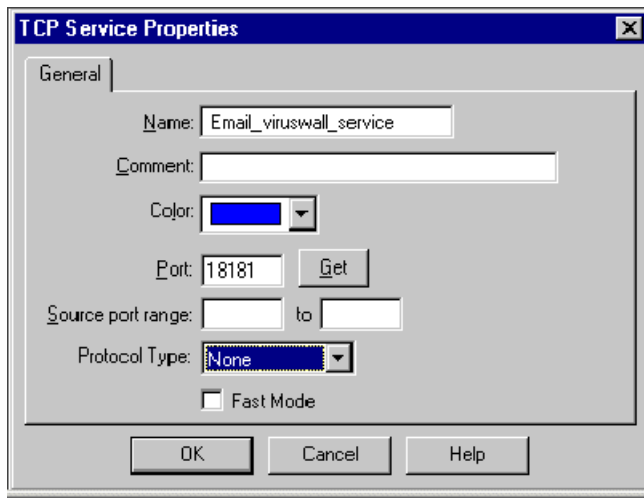 TCP Service Properties
General
Name: Email_viruswall_service
Comment:
Color:
Port: 18181 Get
Source port range: to
Protocol Type: None
Fast Mode
OK Cancel Help